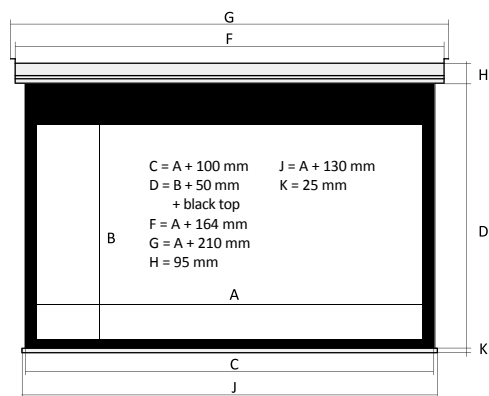 G
F
H
C = A + 100 mm
D = B + 50 mm
+ black top
F = A + 164 mm
G = A + 210 mm
H = 95 mm
J = A + 130 mm
K = 25 mm
B
D
A
K
C
J